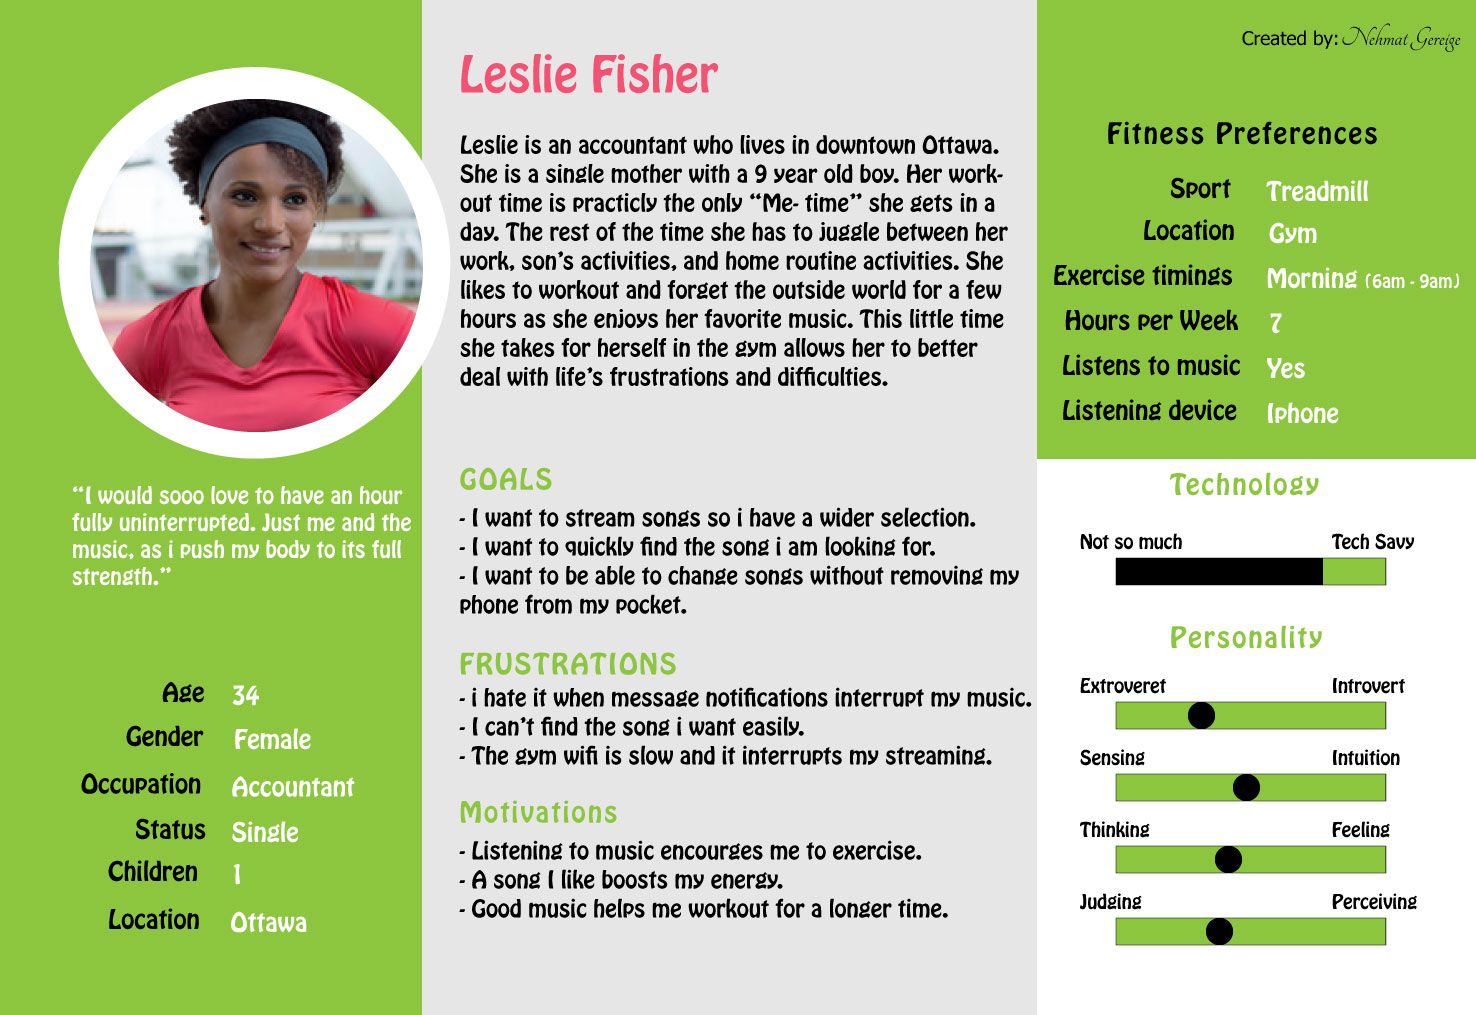 Created by: Nehmat Gereige
Leslie Fisher
Leslie is an accountant who lives in downtown Ottawa.
She is a single mother with a 9 year old boy. Her work-
out time is practicly the only “Me- time” she gets in a
day. The rest of the time she has to juggle between her
work, son’s activities, and home routine activities. She
likes to workout and forget the outside world for a few
hours as she enjoys her favorite music. This little time
she takes for herself in the gym allows her to better
deal with life’s frustrations and difficulties.
“I would sooo love to have an hour
fully uninterrupted. Just me and the
music, as i push my body to its full
strength.”
Age 34
Gender Female
Occupation Accountant
Status Single
Children 1
Location Ottawa
GOALS
- I want to stream songs so i have a wider selection.
- I want to quickly find the song i am looking for.
- I want to be able to change songs without removing my
phone from my pocket.
FRUSTRATIONS
- i hate it when message notifications interrupt my music.
- I can’t find the song i want easily.
- The gym wifi is slow and it interrupts my streaming.
Motivations
- Listening to music encourges me to exercise.
- A song I like boosts my energy.
- Good music helps me workout for a longer time.
Fitness Preferences
Sport Treadmill
Location Gym
Exercise timings Morning (6am - 9am)
Hours per Week 7
Listens to music Yes
Listening device Iphone
Technology
Not so much Tech Savy
Personality
Extroveret Introvert
Sensing Intuition
Thinking Feeling
Judging Perceiving